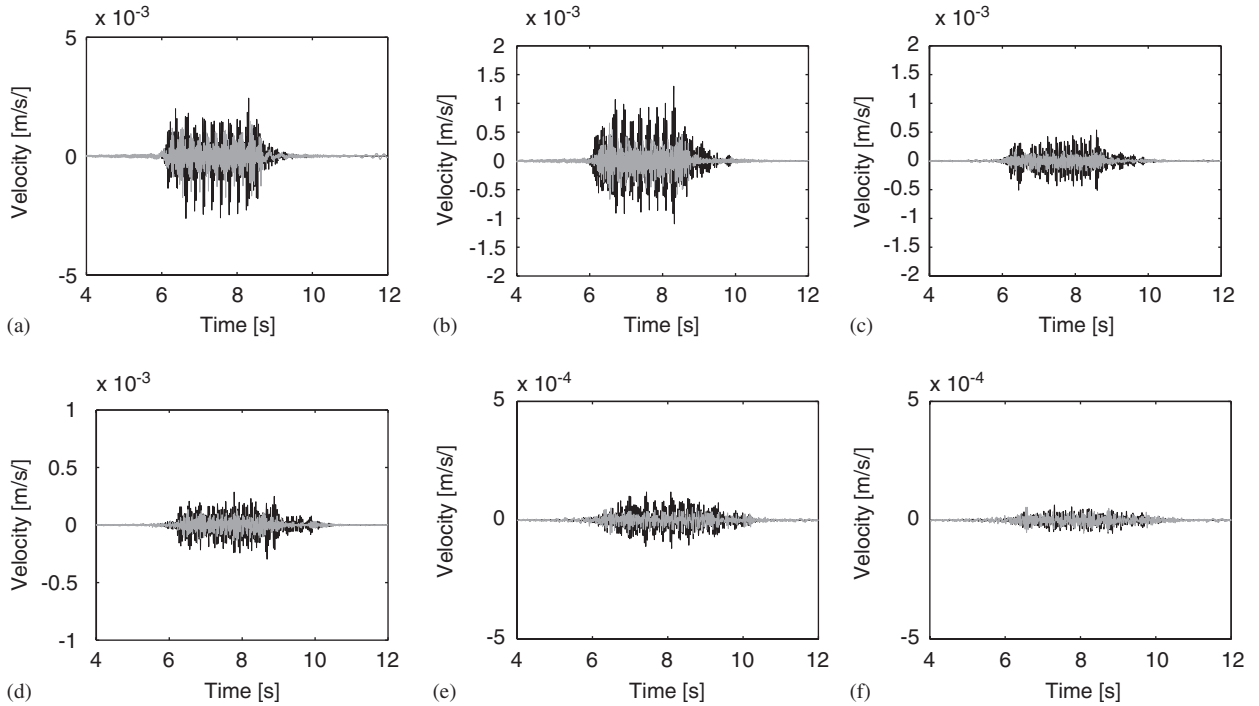 x 10-3
5
0
-5
4 6 8 10 12
Velocity [m/s/]
Time [s]
(a)
x 10-3
2
1.5
1
0.5
0
-0.5
-1
-1.5
-2
4 6 8 10 12
Velocity [m/s/]
Time [s]
(b)
x 10-3
2
1.5
1
0.5
0
-0.5
-1
-1.5
-2
4 6 8 10 12
Velocity [m/s/]
Time [s]
(c)
x 10-3
1
0.5
0
-0.5
-1
4 6 8 10 12
Velocity [m/s/]
Time [s]
(d)
x 10-4
5
0
-5
4 6 8 10 12
Velocity [m/s/]
Time [s]
(e)
x 10-4
5
0
-5
4 6 8 10 12
Velocity [m/s/]
Time [s]
(f)